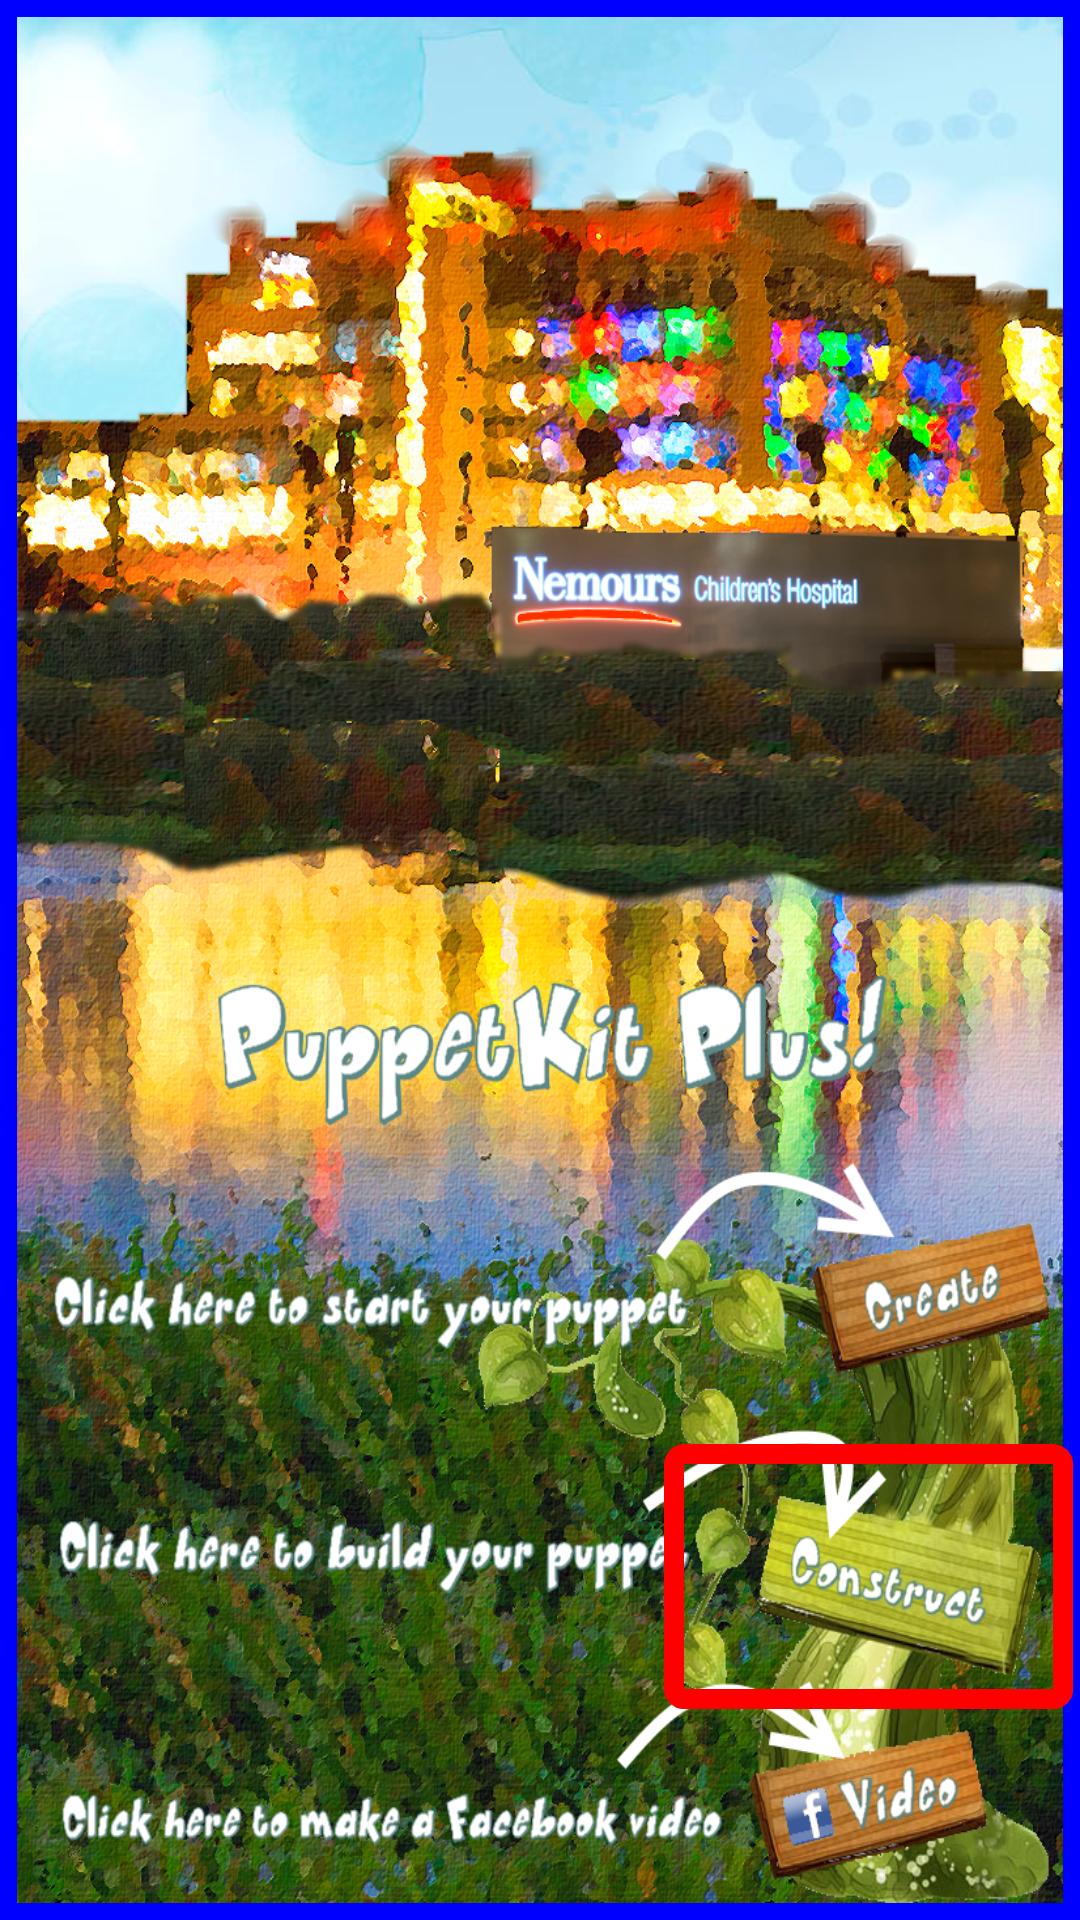 Nemours Children's Hospital
PuppetKit Plus!
Create
Click here to start your puppet
Click here to build your puppe
Construct
f Video
Click here to make a Facebook video